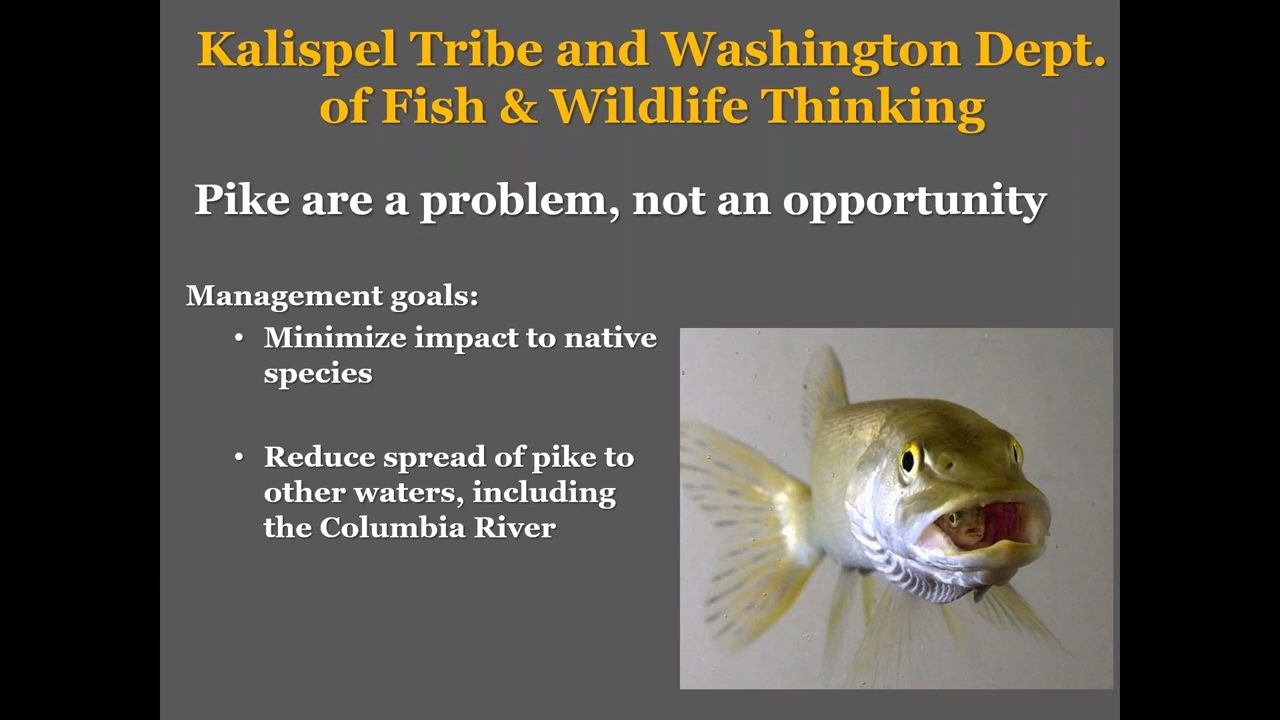 Kalispel Tribe and Washington Dept.
of Fish & Wildlife Thinking
Pike are a problem, not an opportunity
Management goals:
• Minimize impact to native
species
• Reduce spread of pike to
other waters, including
the Columbia River